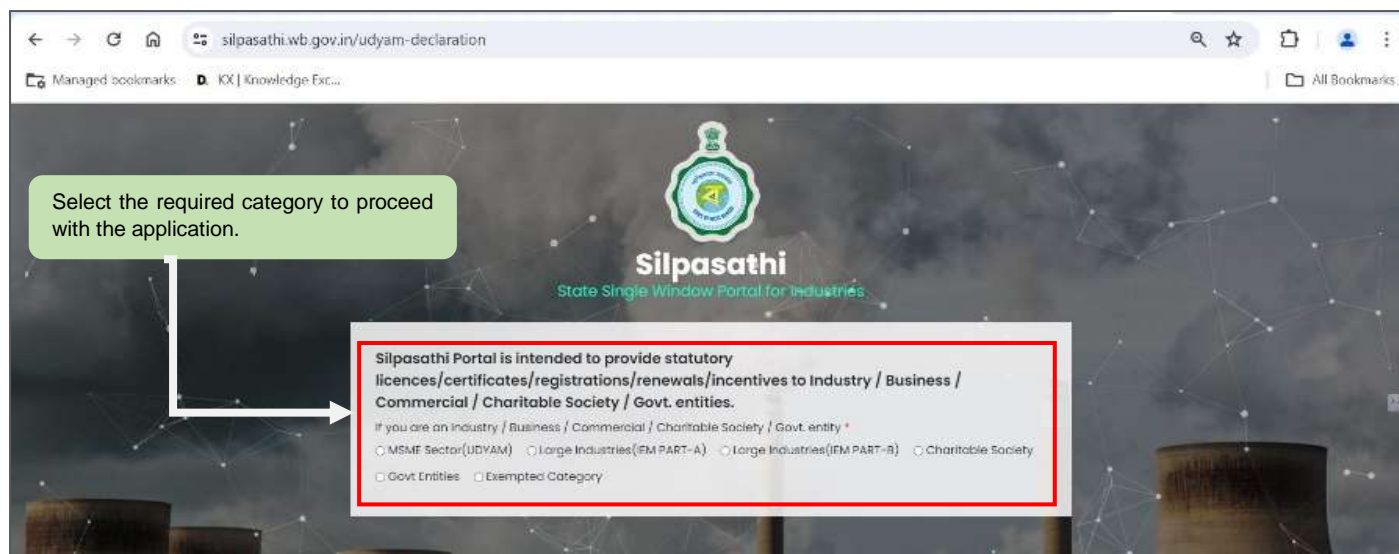 silpasathi.wb.gov.in/udyam-declaration
Managed bookmarks D. KX | Knowledge Exc... All Bookmarks
Select the required category to proceed
with the application.
Silpasathi
State Single Window Portal for Industries
Silpasathi Portal is intended to provide statutory
licences/certificates/registrations/renewals/incentives to Industry / Business /
Commercial / Charitable Society / Govt. entities.
If you are an Industry / Business / Commercial / Charitable Society / Govt. entity *
MSME Sector(UDYAM) Large Industries(IEM PART-A) Large Industries(IEM PART-B) Charitable Society
Govt Entities Exempted Category